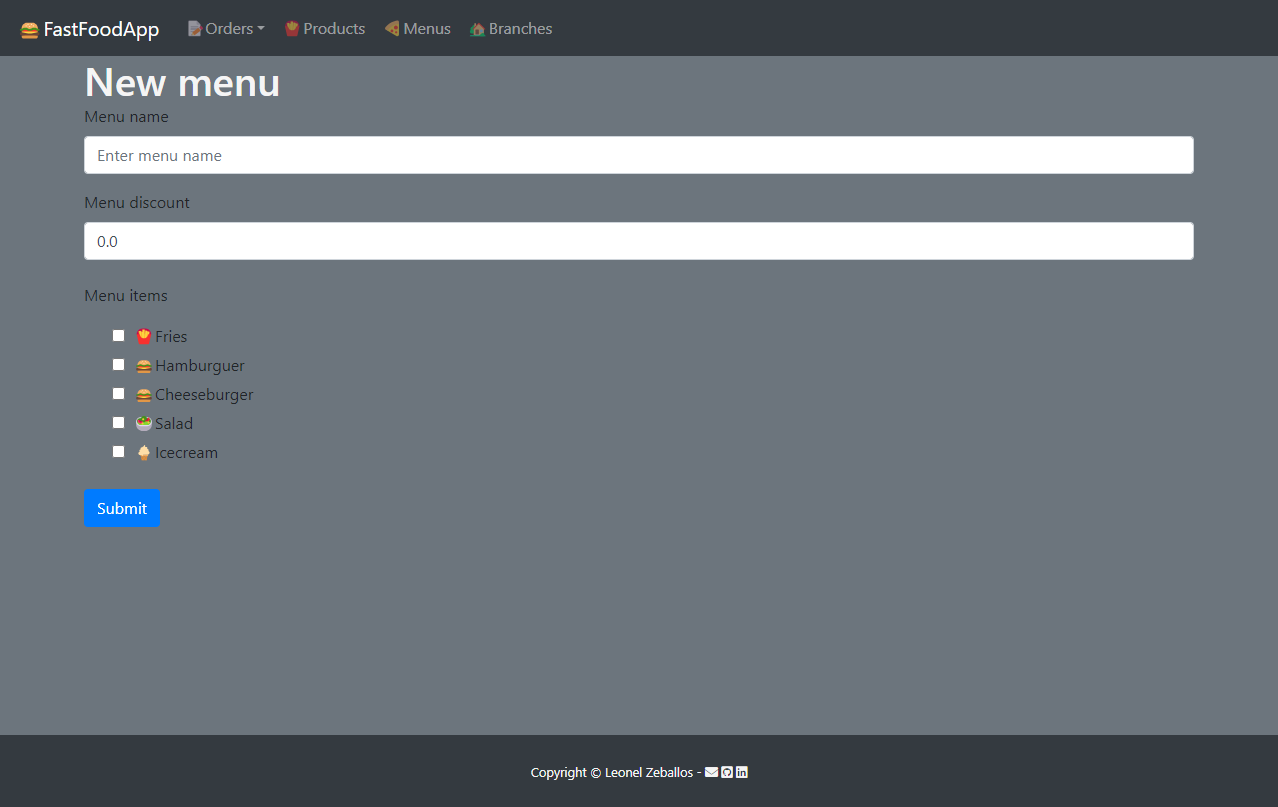 FastFoodApp Orders Products Menus Branches
New menu
Menu name
Enter menu name
Menu discount
0.0
Menu items
Fries
Hamburguer
Cheeseburger
Salad
Icecream
Submit
Copyright © Leonel Zeballos -